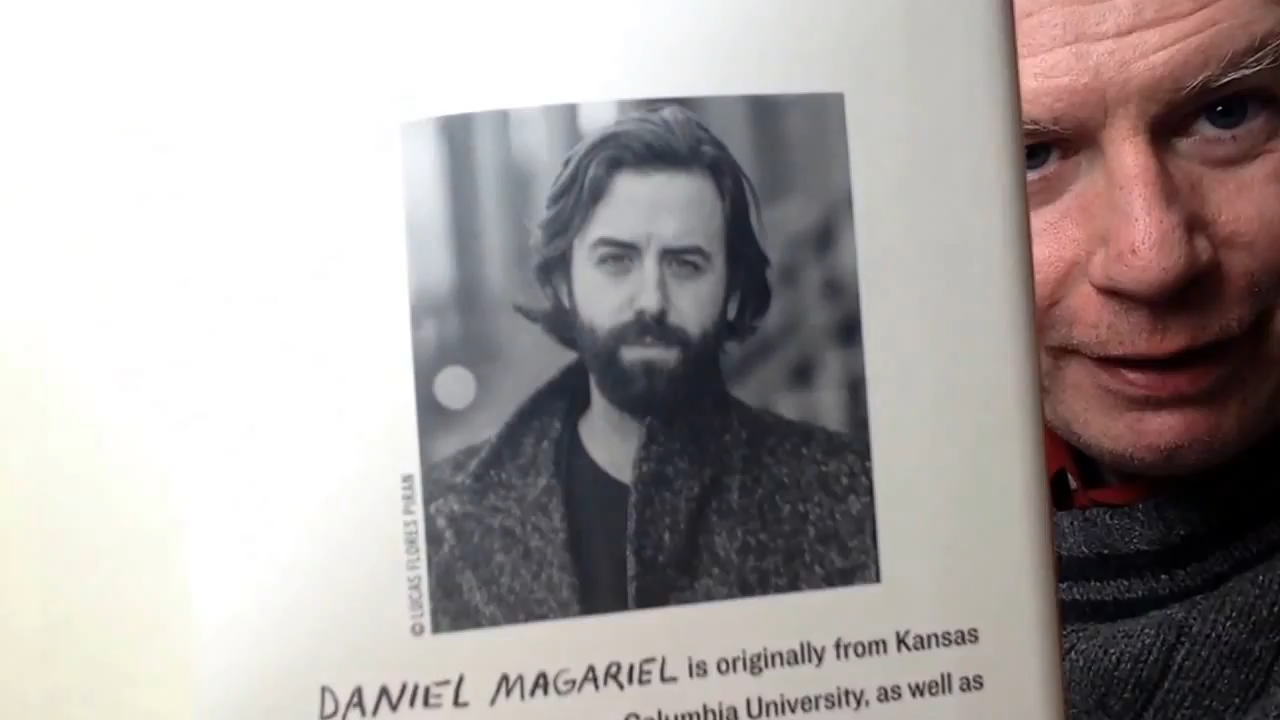 © LUCAS FLORES PIRAN
DANIEL MAGARIEL is originally from Kansas
Columbia University, as well as